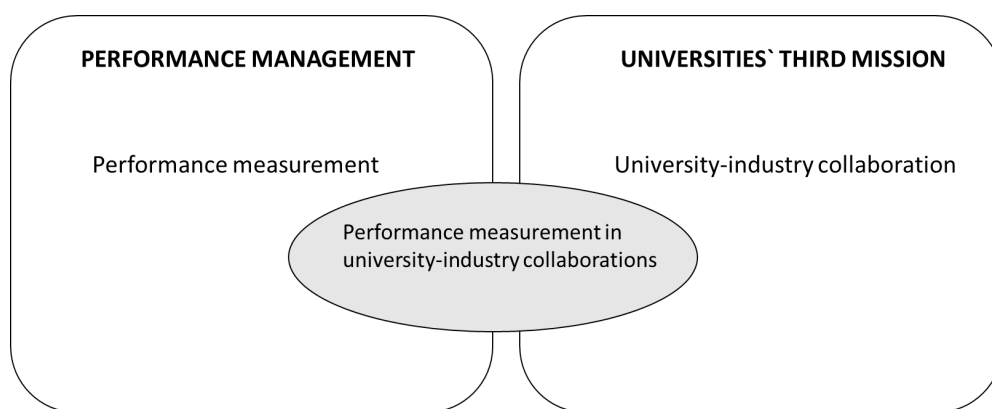 PERFORMANCE MANAGEMENT
UNIVERSITIES` THIRD MISSION
Performance measurement
University-industry collaboration
Performance measurement in
university-industry collaborations